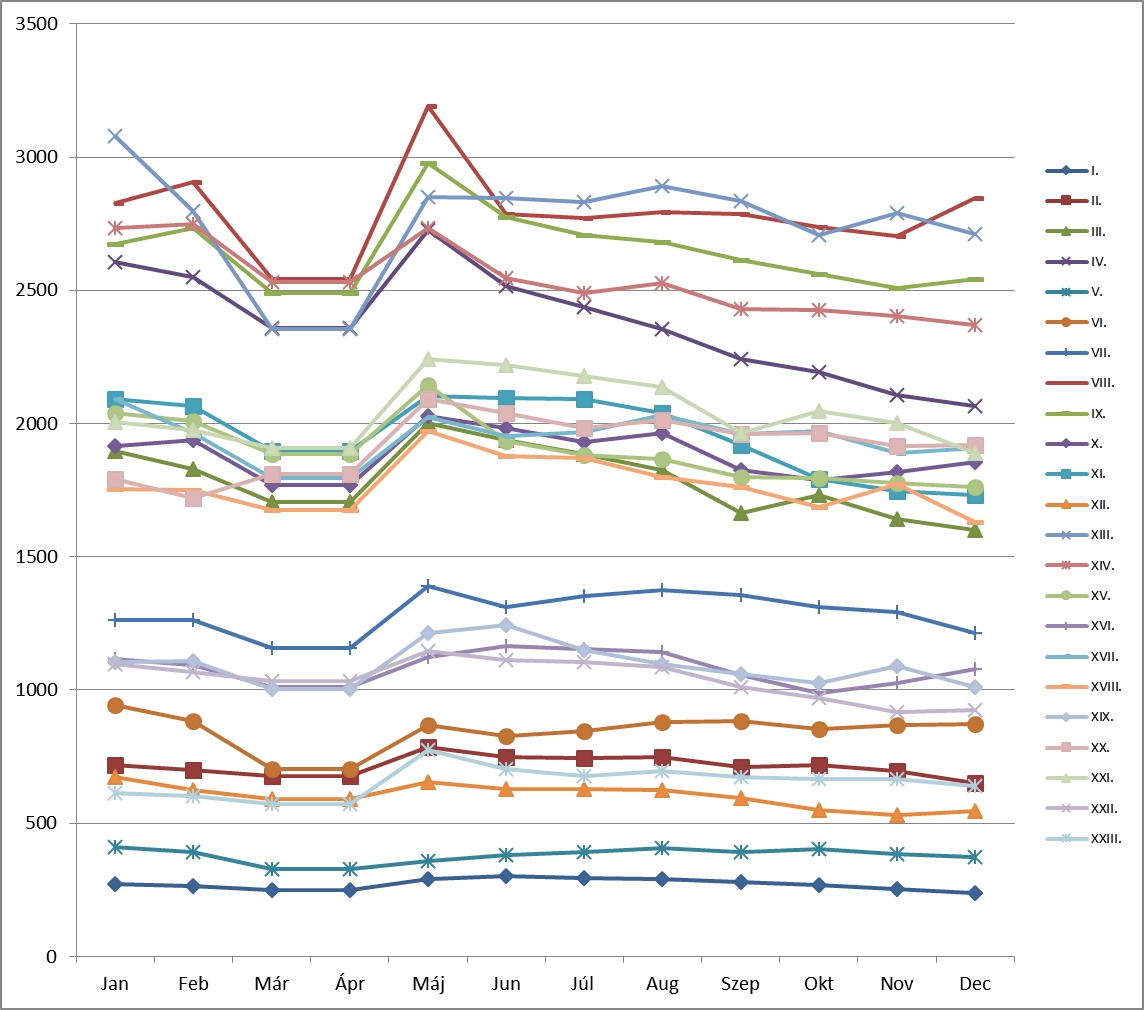 3500
3000
2500
2000
1500
1000
500
0
Jan Feb Már Ápr Máj Jun Júl Aug Szep Okt Nov Dec
I.
II.
III.
IV.
V.
VI.
VII.
VIII.
IX.
X.
XI.
XII.
XIII.
XIV.
XV.
XVI.
XVII.
XVIII.
XIX.
XX.
XXI.
XXII.
XXIII.